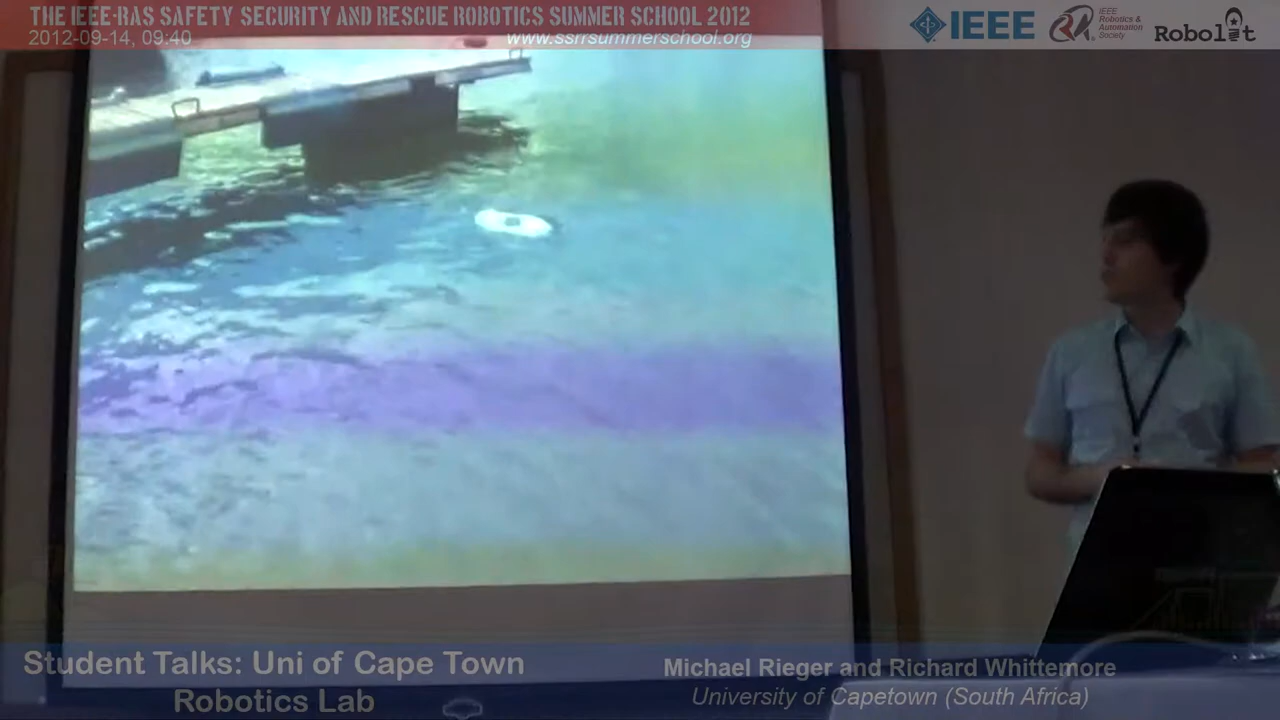 THE IEEE-RAS SAFETY SECURITY AND RESCUE ROBOTICS SUMMER SCHOOL 2012
2012-09-14, 09:40
www.ssrrsummerschool.org
IEEE
RA
IEEE
Robotics &
Automation
Society
Robolit
Student Talks: Uni of Cape Town
Robotics Lab
Michael Rieger and Richard Whittemore
University of Capetown (South Africa)